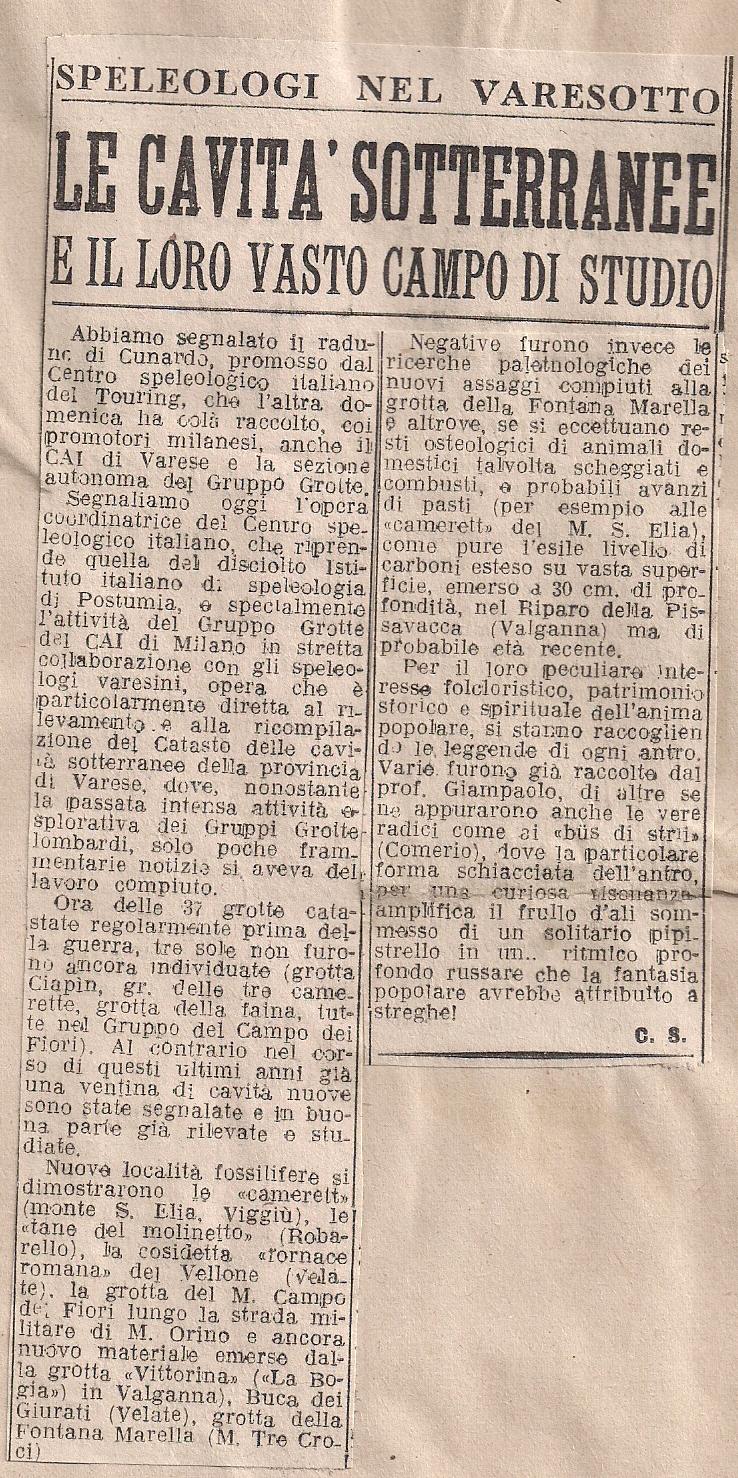 SPELEOLOGI NEL VARESOTTO
LE CAVITA' SOTTERRANEE
E IL LORO VASTO CAMPO DI STUDIO
Abbiamo segnalato il radu-
no di Cunardo, promosso dal
Centro speleologico italiano
del Touring, che l'altra do-
menica ha colà raccolto, coi
promotori milanesi, anche il
CAI di Varese e la sezione
autonoma del Gruppo Grotte.
Segnaliamo oggi l'opera
coordinatrice del Centro spe-
leologico italiano, che ripren-
de quella del disciolto Isti-
tuto italiano di speleologia
di Postumia, e specialmente
l'attività del Gruppo Grotte
del CAI di Milano in stretta
collaborazione con gli speleo-
logi varesini, opera che è
particolarmente diretta al ri-
levamento e alla ricompila-
zione del Catasto delle cavi-
tà sotterranee della provincia
di Varese, dove, nonostante
la passata intensa attività e-
splorativa dei Gruppi Grotte
lombardi, solo poche fram-
mentarie notizie si aveva del
lavoro compiuto.
Ora delle 37 grotte cata-
state regolarmente prima del-
la guerra, tre sole non furo-
no ancora individuate (grotta
Ciapin, gr. delle tre came-
rette, grotta della faina, tut-
te nel Gruppo del Campo dei
Fiori). Al contrario nel cor-
so di questi ultimi anni già
una ventina di cavità nuove
sono state segnalate e in buo-
na parte già rilevate e stu-
diate.
Nuove località fossilifere si
dimostrarono le «camerett»
(monte S. Elia, Viggiù), le
«tane del molinetto» (Roba-
rello), la cosidetta «fornace
romana» del Vellone (Vela-
te), la grotta del M. Campo
dei Fiori lungo la strada mi-
litare di M. Orino e ancora
nuovo materiale emerse dal-
la grotta «Vittorina» («La Bo-
gia») in Valganna), Buca dei
Giurati (Velate), grotta della
Fontana Marella (M. Tre Cro-
ci)
Negative furono invece le
ricerche paletnologiche dei
nuovi assaggi compiuti alla
grotta della Fontana Marella
e altrove, se si eccettuano re-
sti osteologici di animali do-
mestici talvolta scheggiati e
combusti, e probabili avanzi
di pasti (per esempio alle
«camerett» del M. S. Elia),
come pure l'esile livello di
carboni esteso su vasta super-
ficie, emerso a 30 cm. di pro-
fondità, nel Riparo della Pis-
savacca (Valganna) ma di
probabile età recente.
Per il loro peculiare inte-
resse folcloristico, patrimonio
storico e spirituale dell'anima
popolare, si stanno raccoglien
do le leggende di ogni antro.
Varie furono già raccolte dal
prof. Giampaolo, di altre se
ne appurarono anche le vere
radici come ai «büs di strii»
(Comerio), dove la particolare
forma schiacciata dell'antro,
per una curiosa risonanza
amplifica il frullo d'ali som-
messo di un solitario pipi-
strello in un.. ritmico pro-
fondo russare che la fantasia
popolare avrebbe attribuito a
streghe!
C. S.